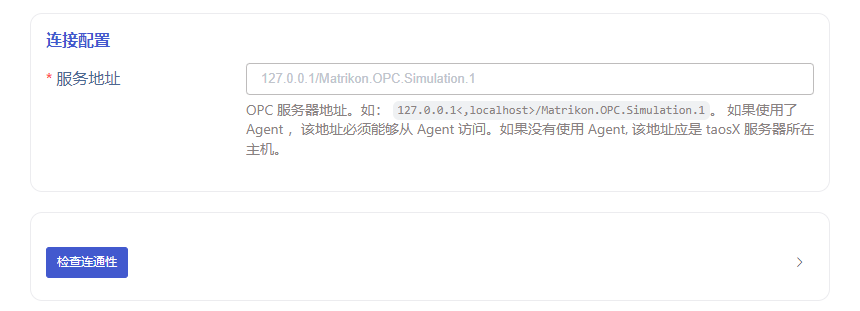 连接配置
* 服务地址
127.0.0.1/Matrikon.OPC.Simulation.1
OPC 服务器地址。如： 127.0.0.1<,localhost>/Matrikon.OPC.Simulation.1 。 如果使用了
Agent ，该地址必须能够从 Agent 访问。如果没有使用 Agent, 该地址应是 taosX 服务器所在
主机。
检查连通性